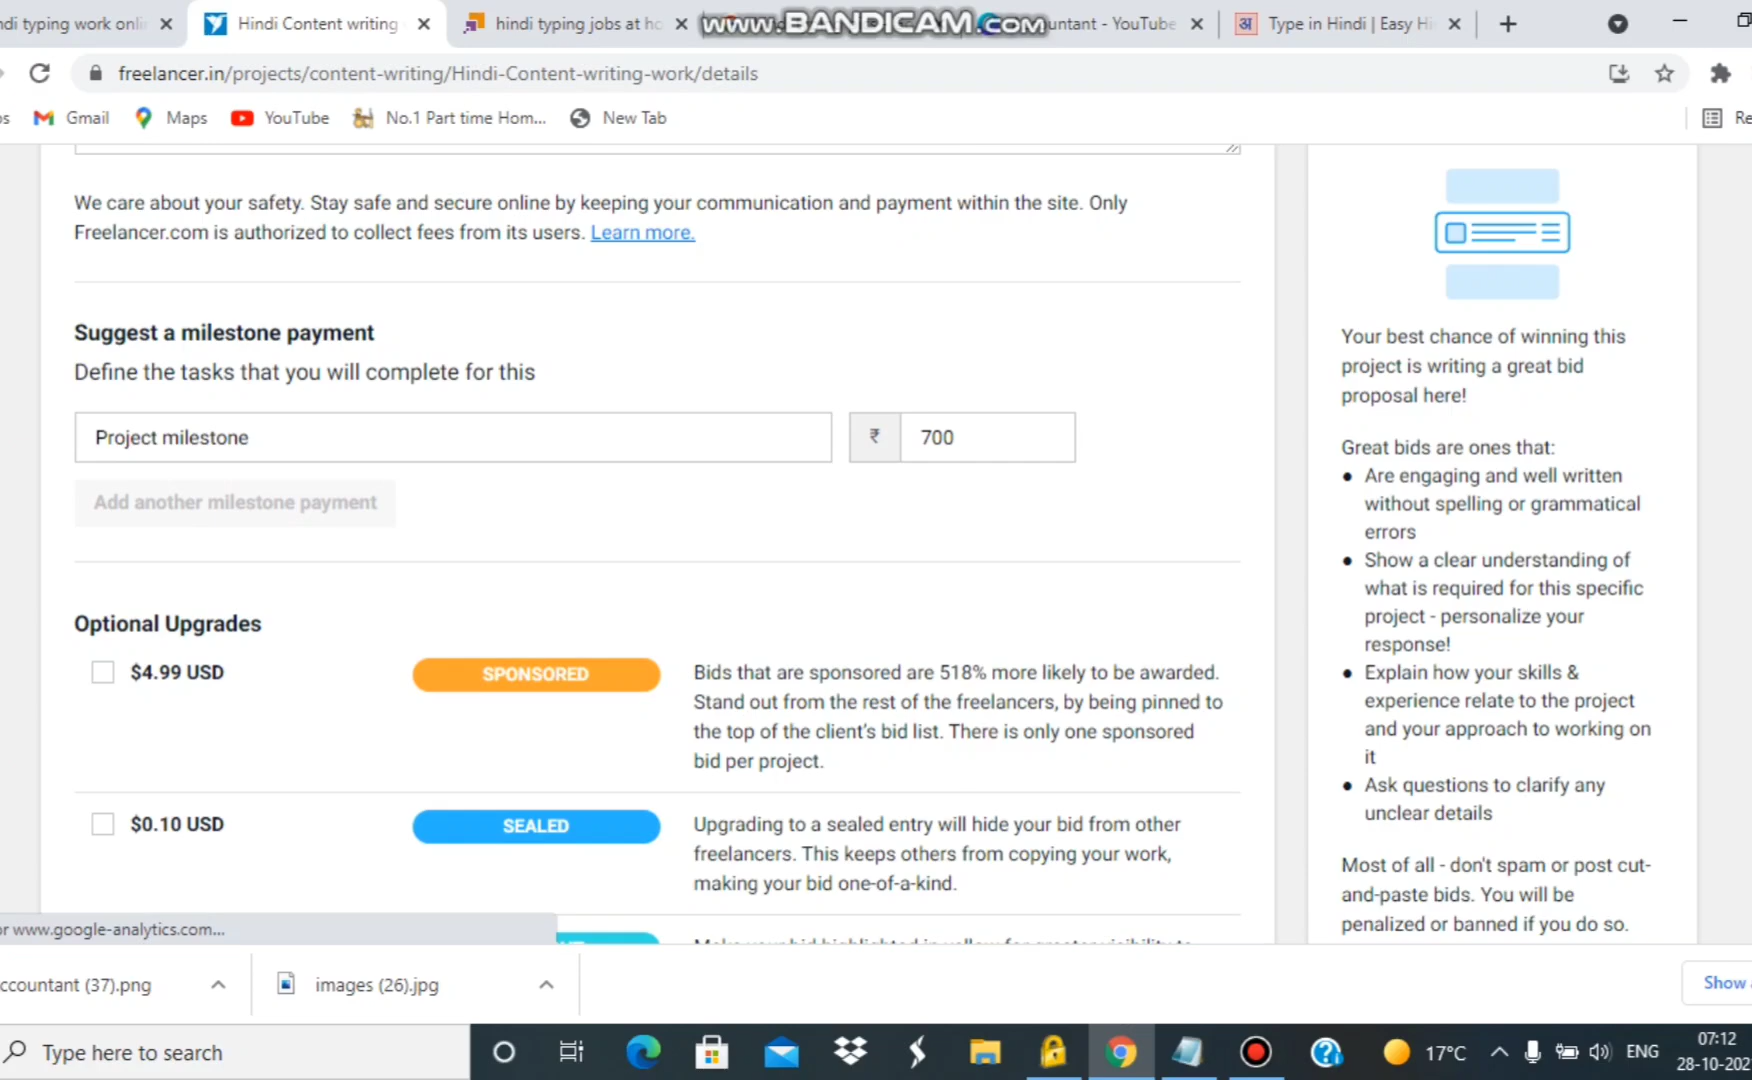 ndi typing work onli
Hindi Content writing
hindi typing jobs at ho
www.BANDICAM.com
untant - YouTube
Type in Hindi | Easy Hi
freelancer.in/projects/content-writing/Hindi-Content-writing-work/details
Gmail
Maps
YouTube
No.1 Part time Hom...
New Tab
Re
We care about your safety. Stay safe and secure online by keeping your communication and payment within the site. Only
Freelancer.com is authorized to collect fees from its users. Learn more.
Suggest a milestone payment
Define the tasks that you will complete for this
Project milestone
₹ 700
Add another milestone payment
Optional Upgrades
$4.99 USD
SPONSORED
Bids that are sponsored are 518% more likely to be awarded.
Stand out from the rest of the freelancers, by being pinned to
the top of the client's bid list. There is only one sponsored
bid per project.
$0.10 USD
SEALED
Upgrading to a sealed entry will hide your bid from other
freelancers. This keeps others from copying your work,
making your bid one-of-a-kind.
Your best chance of winning this
project is writing a great bid
proposal here!
Great bids are ones that:
● Are engaging and well written
without spelling or grammatical
errors
● Show a clear understanding of
what is required for this specific
project - personalize your
response!
● Explain how your skills &
experience relate to the project
and your approach to working on
it
● Ask questions to clarify any
unclear details
Most of all - don't spam or post cut-
and-paste bids. You will be
penalized or banned if you do so.
or www.google-analytics.com...
ccountant (37).png
images (26).jpg
Show
Type here to search
17°C
ENG
07:12
28-10-202